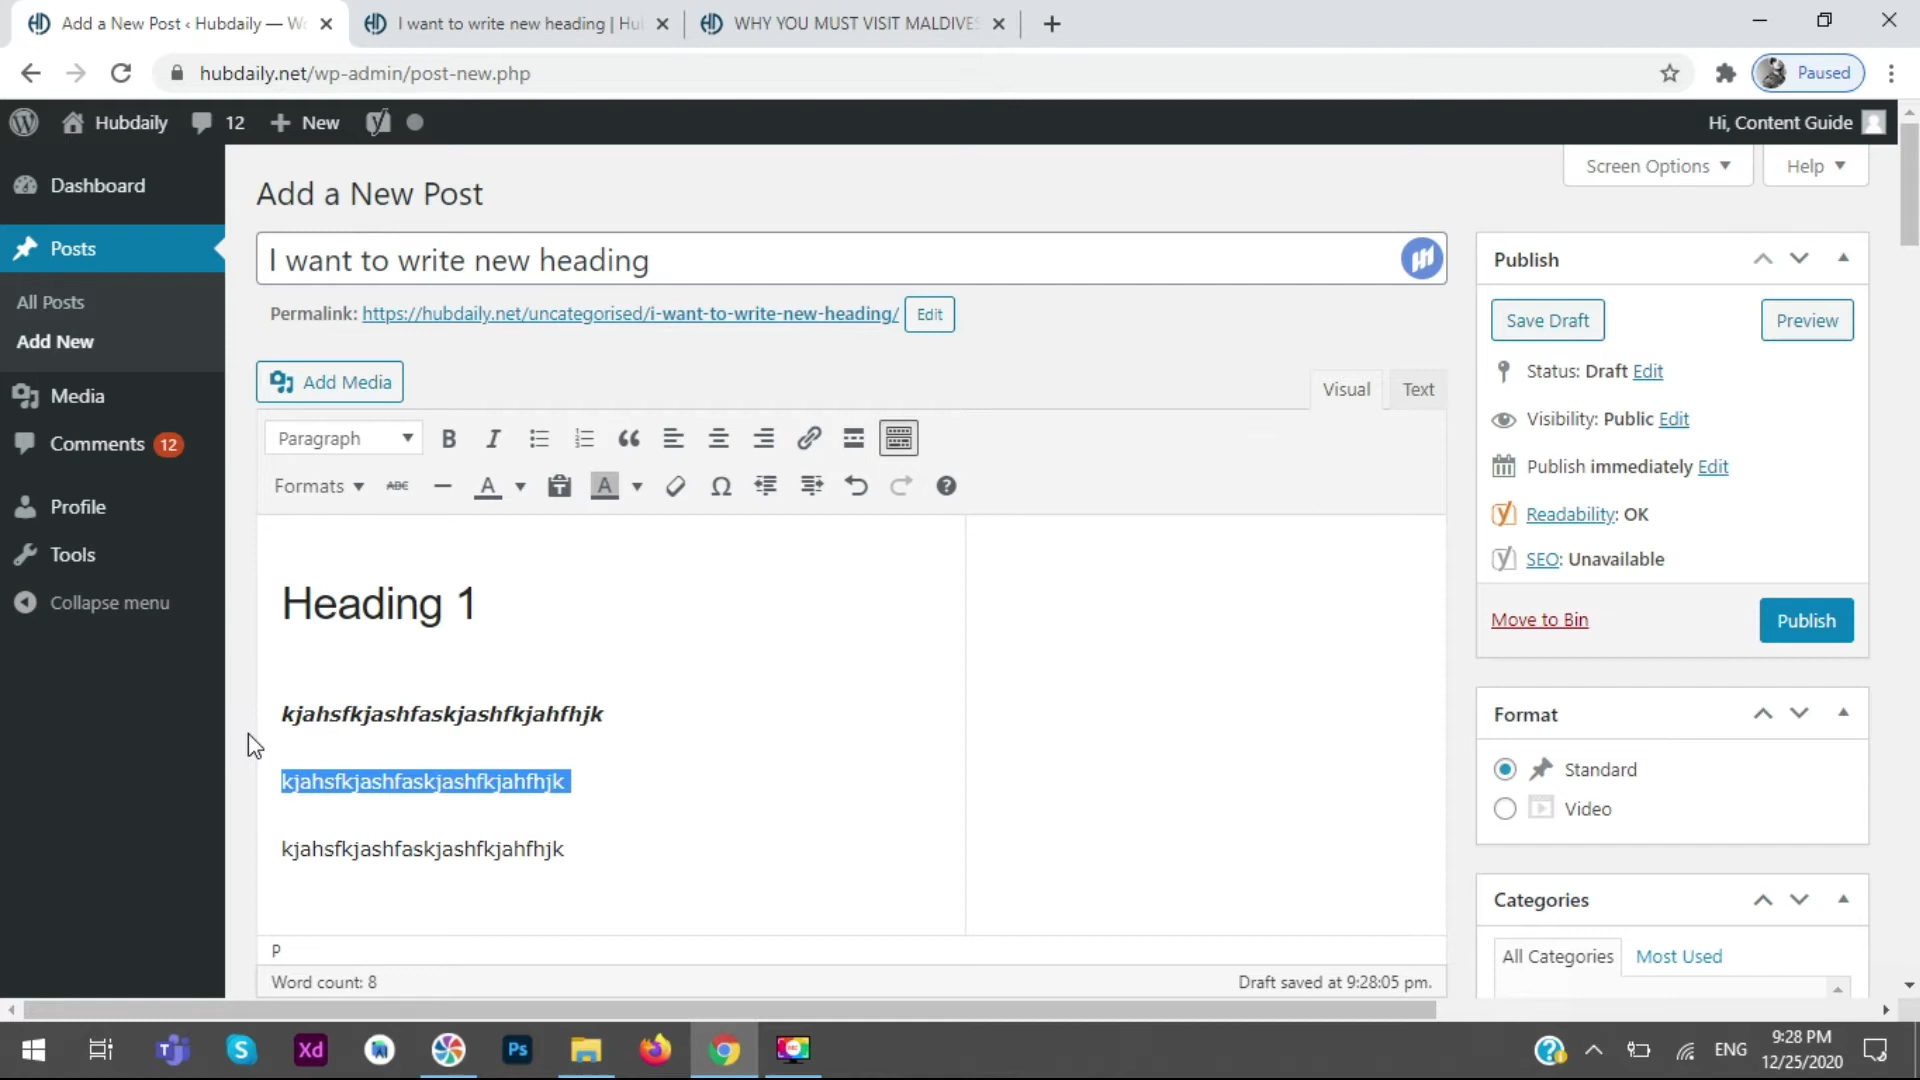 Add a New Post ‹ Hubdaily — Wo
I want to write new heading | Hu
WHY YOU MUST VISIT MALDIVES
hubdaily.net/wp-admin/post-new.php
Paused
Hubdaily
12
New
Hi, Content Guide
Screen Options
Help
Dashboard
Posts
All Posts
Add New
Media
Comments 12
Profile
Tools
Collapse menu
Add a New Post
I want to write new heading
Permalink: https://hubdaily.net/uncategorised/i-want-to-write-new-heading/ Edit
Add Media
Visual
Text
Paragraph
B
I
Formats
ABC
A
A
Heading 1
kjahsfkjashfaskjashfkjahfhjk
kjahsfkjashfaskjashfkjahfhjk
kjahsfkjashfaskjashfkjahfhjk
P
Word count: 8
Draft saved at 9:28:05 pm.
Publish
Save Draft
Preview
Status: Draft Edit
Visibility: Public Edit
Publish immediately Edit
Readability: OK
SEO: Unavailable
Move to Bin
Publish
Format
Standard
Video
Categories
All Categories
Most Used
Xd
Ps
ENG
9:28 PM
12/25/2020